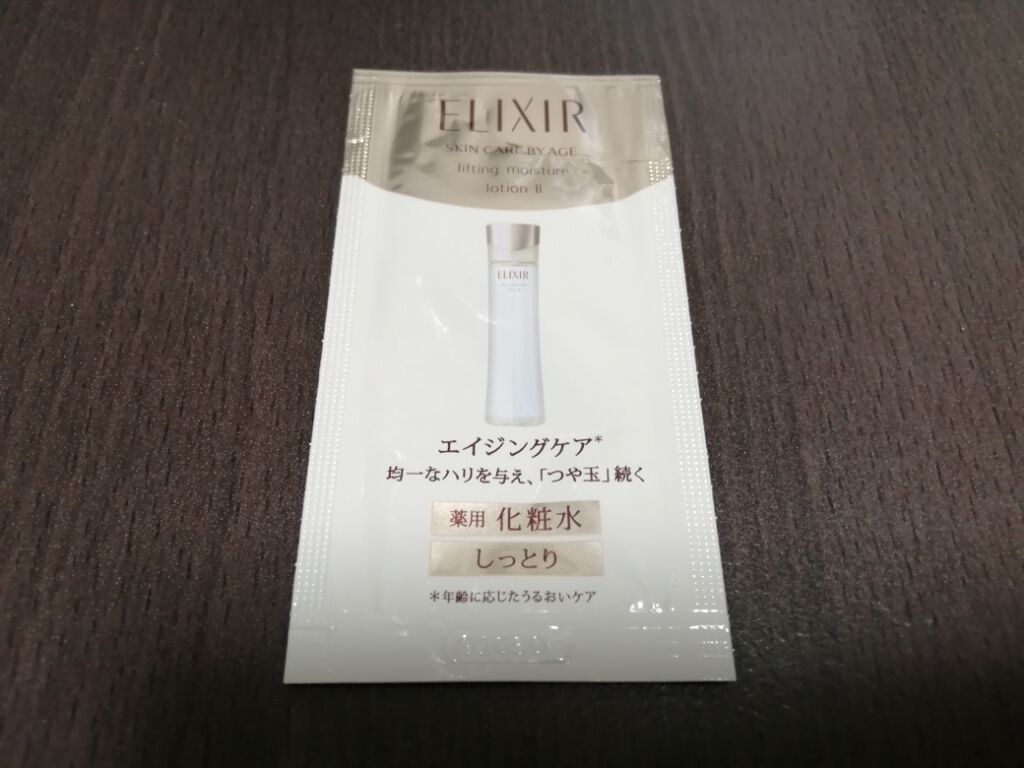 ELIXIR
SKIN CARE BY AGE
lifting moisture
lotion II
ELIXIR
エイジングケア*
均一なハリを与え、「つや玉」続く
薬用 化粧水
しっとり
*年齢に応じたうるおいケア